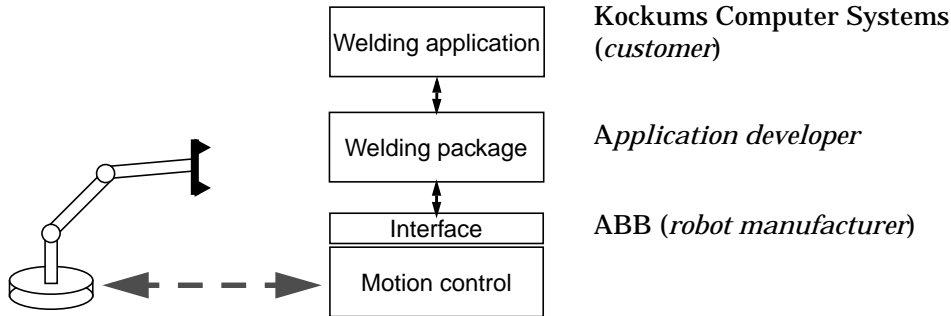 Welding application
Kockums Computer Systems
(customer)
Welding package
Application developer
Interface
ABB (robot manufacturer)
Motion control